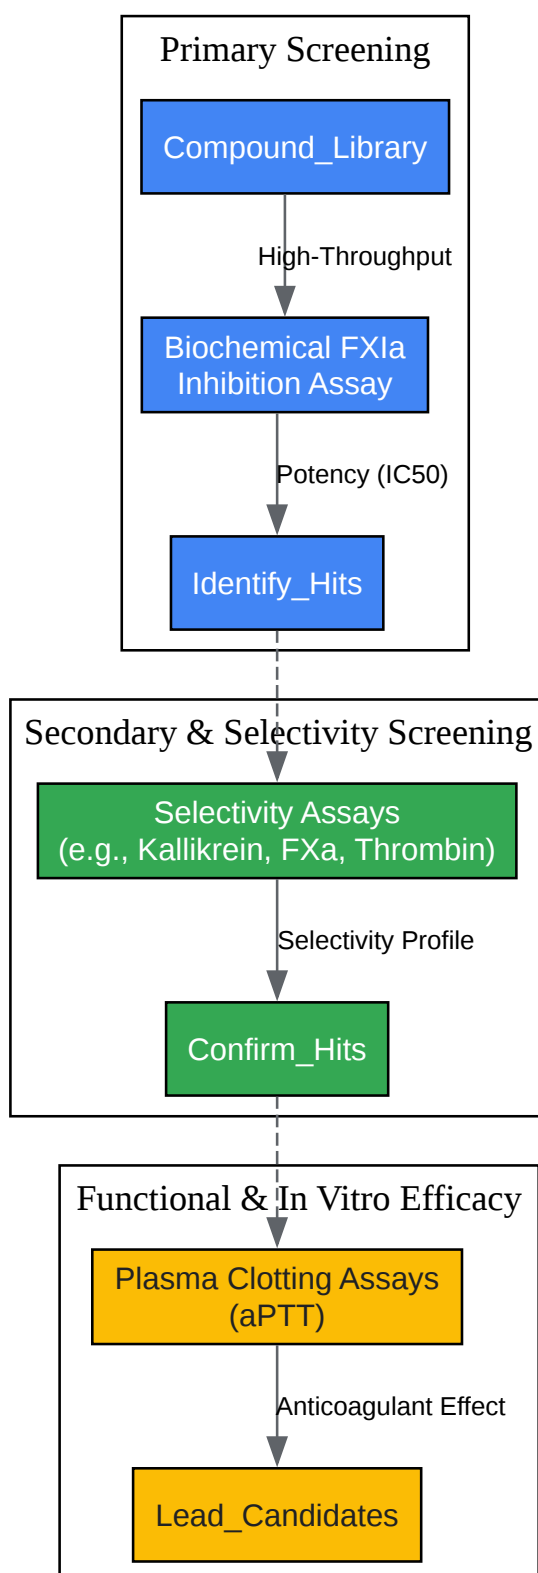 Primary Screening
Compound_Library
High-Throughput
Biochemical FXIa
Inhibition Assay
Potency (IC50)
Identify_Hits
Secondary & Selectivity Screening
Selectivity Assays
(e.g., Kallikrein, FXa, Thrombin)
Selectivity Profile
Confirm_Hits
Functional & In Vitro Efficacy
Plasma Clotting Assays
(aPTT)
Anticoagulant Effect
Lead_Candidates